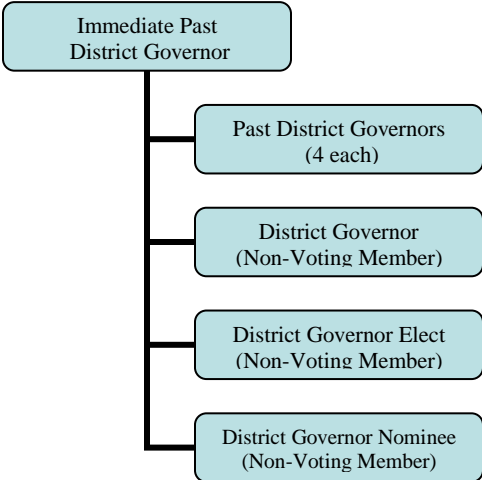 Immediate Past
District Governor
Past District Governors
(4 each)
District Governor
(Non-Voting Member)
District Governor Elect
(Non-Voting Member)
District Governor Nominee
(Non-Voting Member)